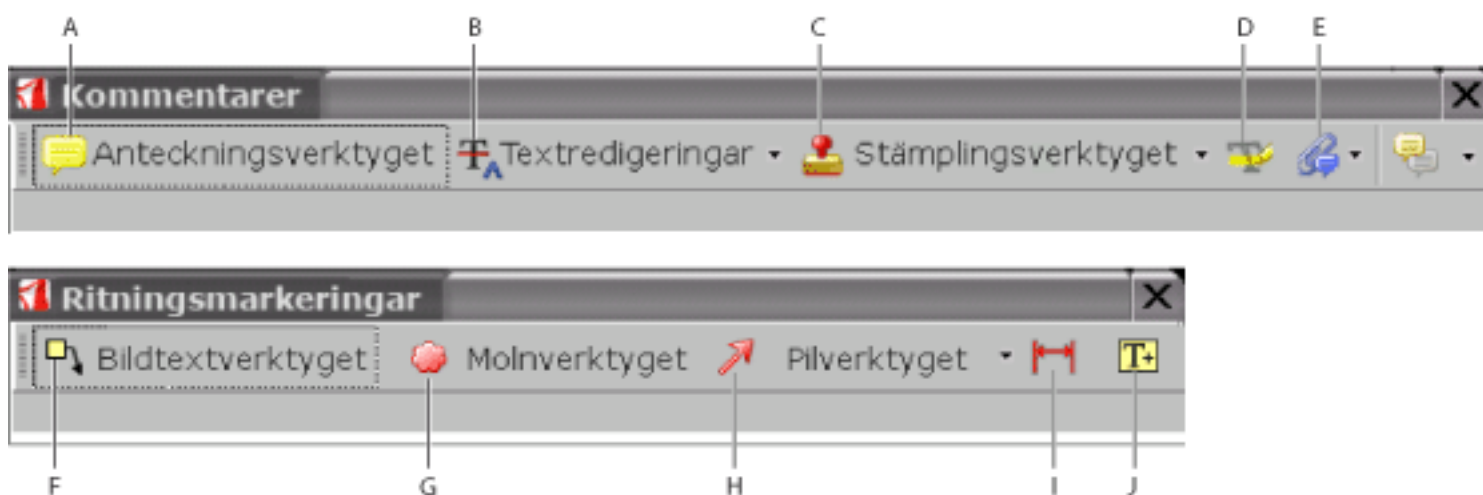 A B C D E
Kommentarer
Anteckningsverktyget Textredigeringar Stämplingsverktyget
Ritningsmarkeringar
Bildtextverktyget Molnverktyget Pilverktyget T+
F G H I J